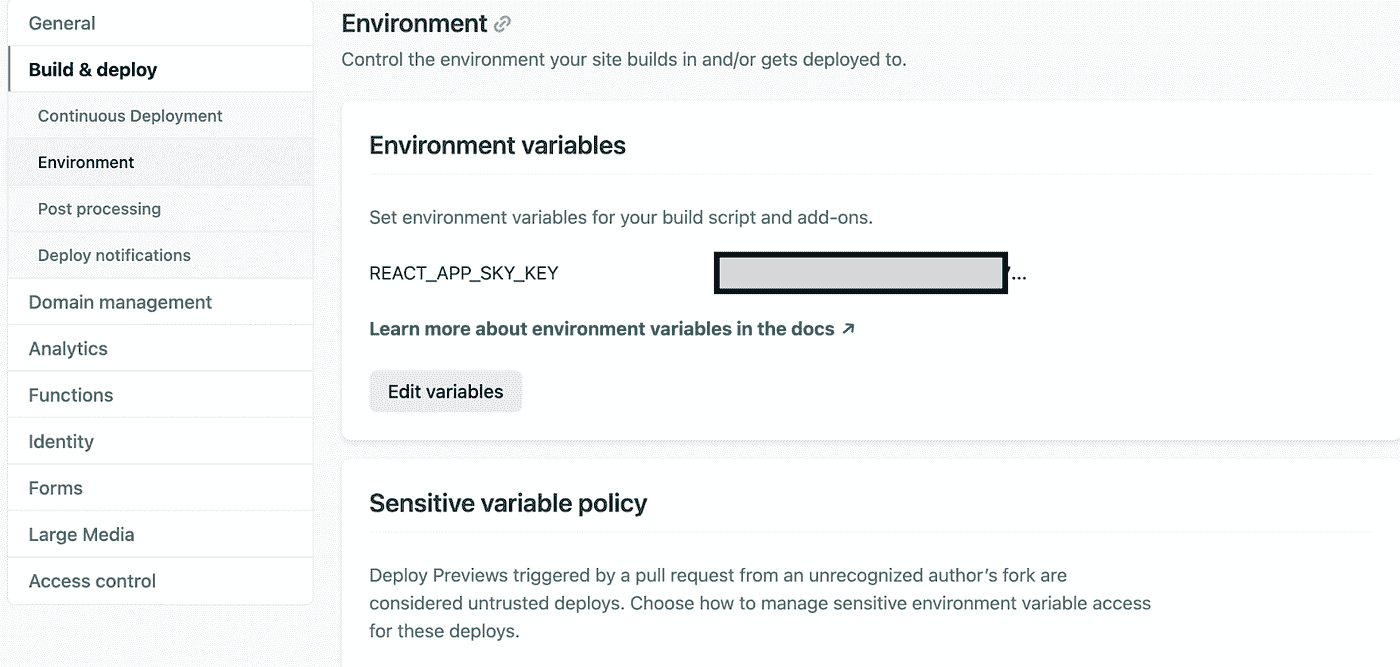 General
Build & deploy
Continuous Deployment
Environment
Post processing
Deploy notifications
Domain management
Analytics
Functions
Identity
Forms
Large Media
Access control
Environment
Control the environment your site builds in and/or gets deployed to.
Environment variables
Set environment variables for your build script and add-ons.
REACT_APP_SKY_KEY ...
Learn more about environment variables in the docs ↗
Edit variables
Sensitive variable policy
Deploy Previews triggered by a pull request from an unrecognized author’s fork are
considered untrusted deploys. Choose how to manage sensitive environment variable access
for these deploys.